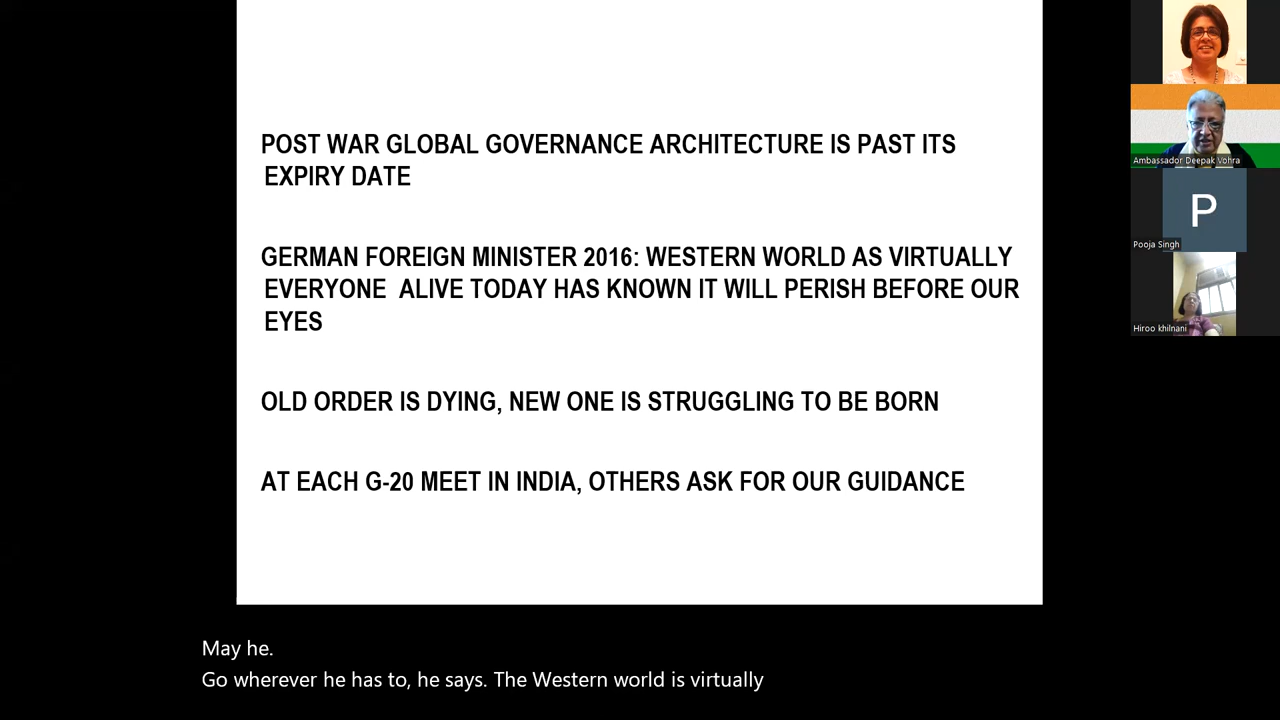 POST WAR GLOBAL GOVERNANCE ARCHITECTURE IS PAST ITS
EXPIRY DATE
GERMAN FOREIGN MINISTER 2016: WESTERN WORLD AS VIRTUALLY
EVERYONE ALIVE TODAY HAS KNOWN IT WILL PERISH BEFORE OUR
EYES
OLD ORDER IS DYING, NEW ONE IS STRUGGLING TO BE BORN
AT EACH G-20 MEET IN INDIA, OTHERS ASK FOR OUR GUIDANCE
Ambassador Deepak Vohra
P
Pooja Singh
Hiroo khilnani
May he.
Go wherever he has to, he says. The Western world is virtually